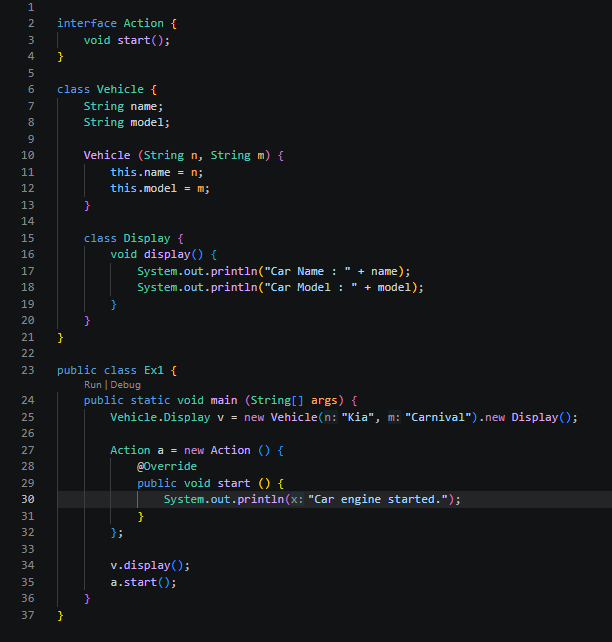 1
2 interface Action {
3     void start();
4 }
5
6 class Vehicle {
7     String name;
8     String model;
9
10     Vehicle (String n, String m) {
11         this.name = n;
12         this.model = m;
13     }
14
15     class Display {
16         void display() {
17             System.out.println("Car Name : " + name);
18             System.out.println("Car Model : " + model);
19         }
20     }
21 }
22
23 public class Ex1 {
Run | Debug
24     public static void main (String[] args) {
25         Vehicle.Display v = new Vehicle(n: "Kia", m: "Carnival").new Display();
26
27         Action a = new Action () {
28             @Override
29             public void start () {
30                 System.out.println(x: "Car engine started.");
31             }
32         };
33
34         v.display();
35         a.start();
36     }
37 }